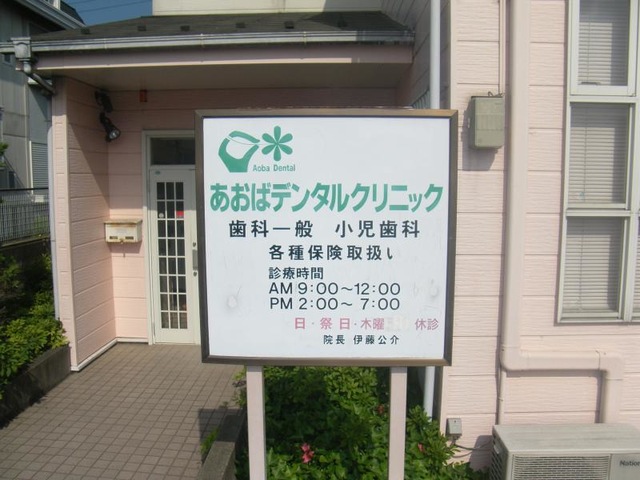 Aoba Dental
あおばデンタルクリニック
歯科一般 小児歯科
各種保険取扱い
診療時間
AM 9:00～12:00
PM 2:00～ 7:00
日・祭日・木曜 休診
院長 伊藤公介
National